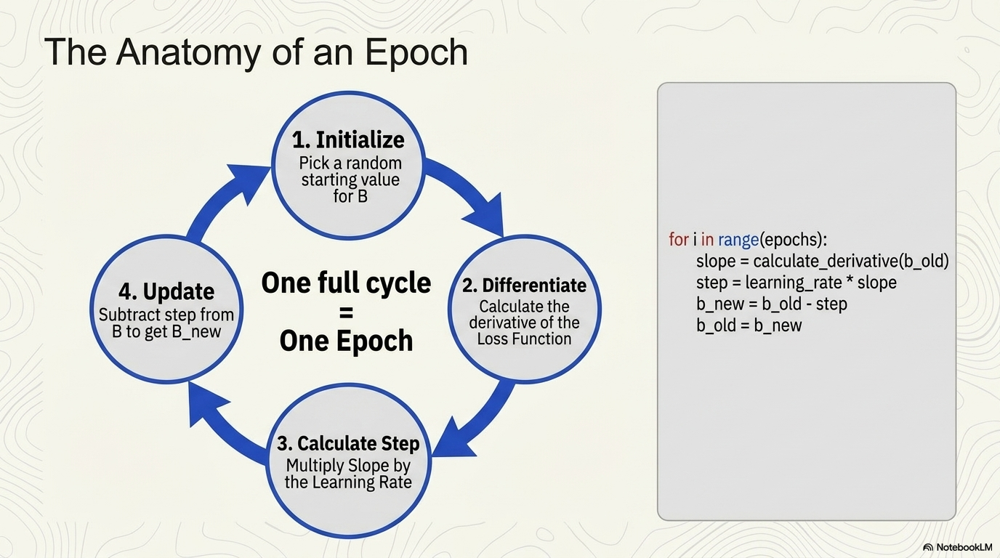 The Anatomy of an Epoch
1. Initialize
Pick a random
starting value
for B
2. Differentiate
Calculate the
derivative of the
Loss Function
3. Calculate Step
Multiply Slope by
the Learning Rate
4. Update
Subtract step from
B to get B_new
One full cycle
=
One Epoch
for i in range(epochs):
slope = calculate_derivative(b_old)
step = learning_rate * slope
b_new = b_old - step
b_old = b_new
NotebookLM